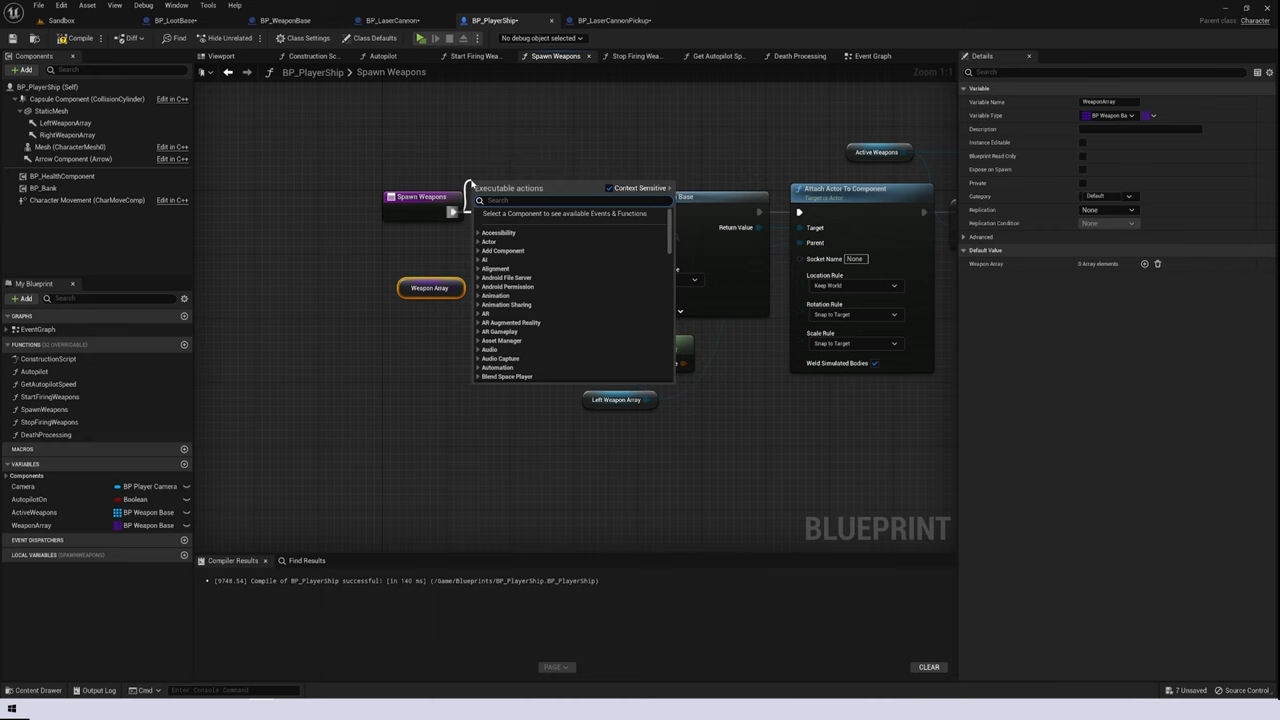 File Edit Asset View Debug Window Tools Help
Sandbox BP_LootBase• BP_WeaponBase BP_LaserCannon• BP_PlayerShip• × BP_LaserCannonPickup• Parent class: Character
Compile Diff Find Hide Unrelated Class Settings Class Defaults No debug object selected
Components × Viewport Construction Sc... Autopilot Start Firing Wea... Spawn Weapons × Stop Firing Wea... Get Autopilot Sp... Death Processing Event Graph Details ×
+ Add Search
BP_PlayerShip > Spawn Weapons Zoom 1:1
Search
BP_PlayerShip (Self)
Capsule Component (CollisionCylinder) Edit in C++
StaticMesh
LeftWeaponArray
RightWeaponArray
Mesh (CharacterMesh0) Edit in C++
Arrow Component (Arrow) Edit in C++
BP_HealthComponent
BP_Bank
Character Movement (CharMoveComp) Edit in C++
My Blueprint ×
+ Add Search
GRAPHS
EventGraph
FUNCTIONS (32 OVERRIDABLE)
ConstructionScript
Autopilot
GetAutopilotSpeed
StartFiringWeapons
SpawnWeapons
StopFiringWeapons
DeathProcessing
MACROS
VARIABLES
Components
Camera BP Player Camera
AutopilotOn Boolean
ActiveWeapons BP Weapon Base
WeaponArray BP Weapon Base
EVENT DISPATCHERS
LOCAL VARIABLES (SPAWNWEAPONS)
Spawn Weapons
Weapon Array
Executable actions Context Sensitive
Search
Select a Component to see available Events & Functions
Accessibility
Actor
Add Component
AI
Alignment
Android File Server
Android Permission
Animation
Animation Sharing
AR
AR Augmented Reality
AR Gameplay
Asset Manager
Audio
Audio Capture
Automation
Blend Space Player
Base
Return Value
Left Weapon Array
Active Weapons
Attach Actor To Component
Target is Actor
Target
Parent
Socket Name None
Location Rule
Keep World
Rotation Rule
Snap to Target
Scale Rule
Snap to Target
Weld Simulated Bodies
BLUEPRINT
Variable
Variable Name WeaponArray
Variable Type BP Weapon Ba
Description
Instance Editable
Blueprint Read Only
Expose on Spawn
Private
Category Default
Replication None
Replication Condition None
Advanced
Default Value
Weapon Array 0 Array elements
Compiler Results × Find Results
• [9748.54] Compile of BP_PlayerShip successful! [in 140 ms] (/Game/Blueprints/BP_PlayerShip.BP_PlayerShip)
PAGE CLEAR
Content Drawer Output Log Cmd Enter Console Command 7 Unsaved Source Control